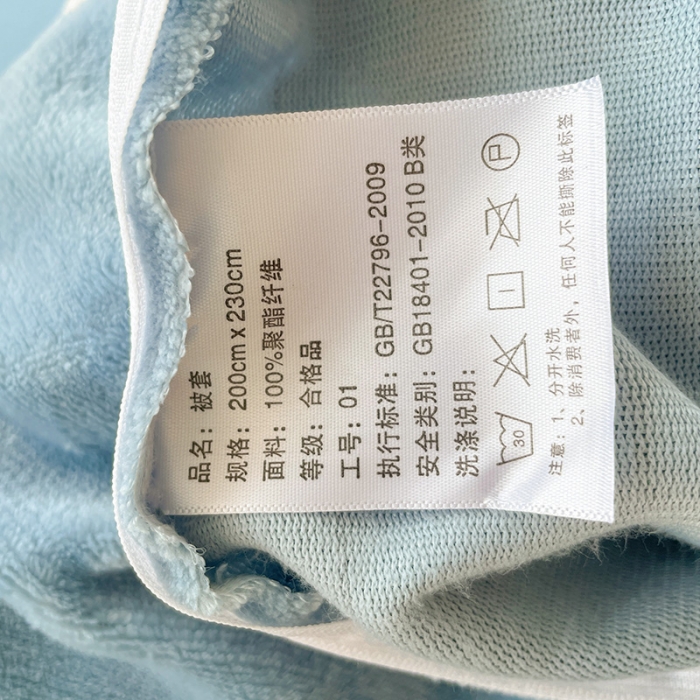 品名：被套
规格：200cm x 230cm
面料：100%聚酯纤维
等级：合格品
工号：01
执行标准：GB/T22796-2009
安全类别：GB18401-2010 B类
洗涤说明：
30
P
注意：1、分开水洗
2、除消费者外，任何人不能撕除此标签